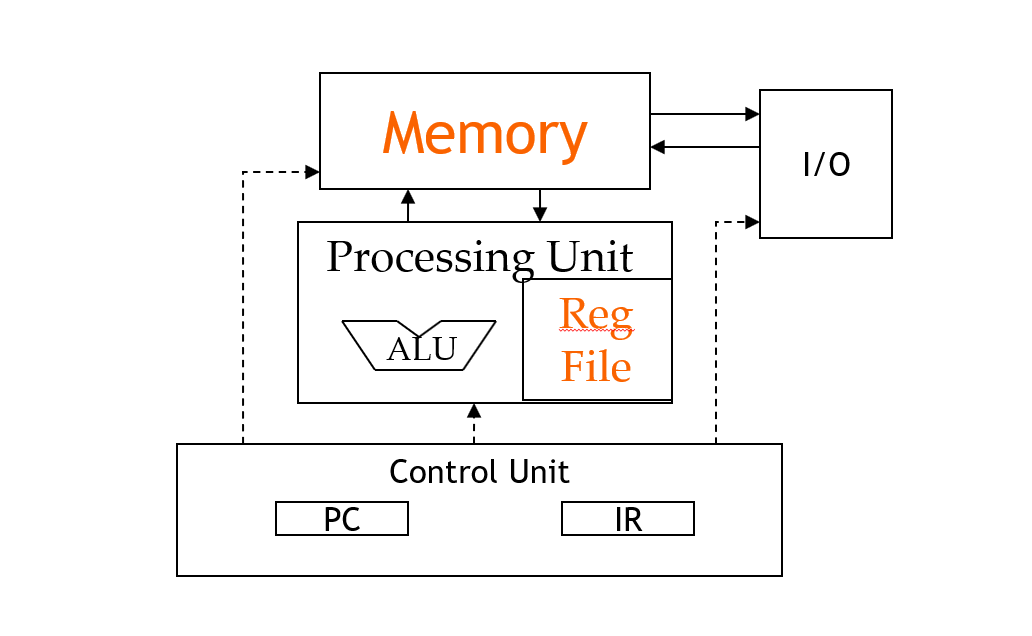 Memory
I/O
Processing Unit
ALU
Reg
File
Control Unit
PC
IR